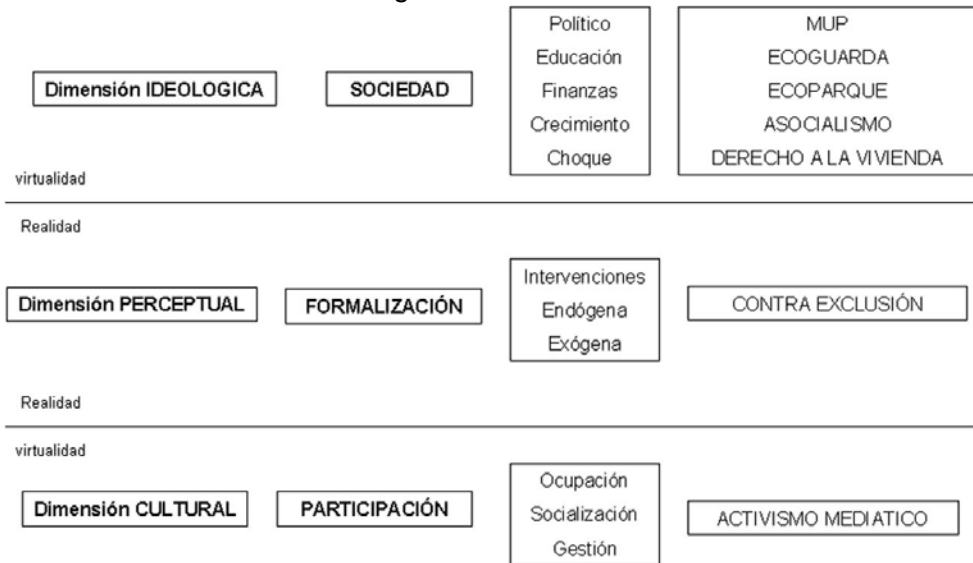 Político
Educación
Finanzas
Crecimiento
Choque
MUP
ECOGUARDA
ECOPARQUE
ASOCIALISMO
DERECHO A LA VIVIENDA
Dimensión IDEOLOGICA
SOCIEDAD
virtualidad
Realidad
Dimensión PERCEPTUAL
FORMALIZACIÓN
Intervenciones
Endógena
Exógena
CONTRA EXCLUSIÓN
Realidad
virtualidad
Dimensión CULTURAL
PARTICIPACIÓN
Ocupación
Socialización
Gestión
ACTIVISMO MEDIATICO